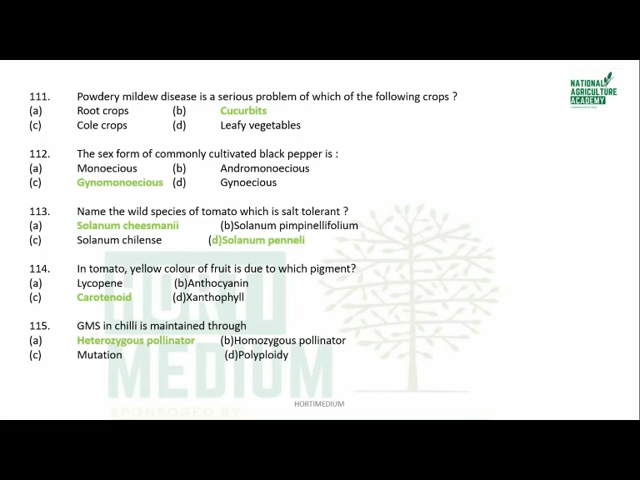 NATIONAL
AGRICULTURE
ACADEMY
111. Powdery mildew disease is a serious problem of which of the following crops ?
(a) Root crops (b) Cucurbits
(c) Cole crops (d) Leafy vegetables
112. The sex form of commonly cultivated black pepper is :
(a) Monoecious (b) Andromonoecious
(c) Gynomonoecious (d) Gynoecious
113. Name the wild species of tomato which is salt tolerant ?
(a) Solanum cheesmanii (b)Solanum pimpinellifolium
(c) Solanum chilense (d)Solanum penneli
114. In tomato, yellow colour of fruit is due to which pigment?
(a) Lycopene (b)Anthocyanin
(c) Carotenoid (d)Xanthophyll
115. GMS in chilli is maintained through
(a) Heterozygous pollinator (b)Homozygous pollinator
(c) Mutation (d)Polyploidy
HORTI
MEDIUM
SPONSORED BY:
HORTIMEDIUM